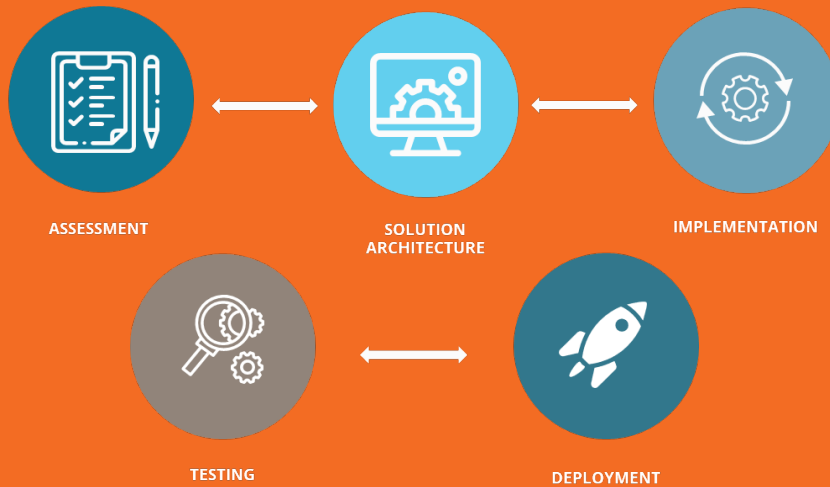 ASSESSMENT
SOLUTION
ARCHITECTURE
IMPLEMENTATION
TESTING
DEPLOYMENT